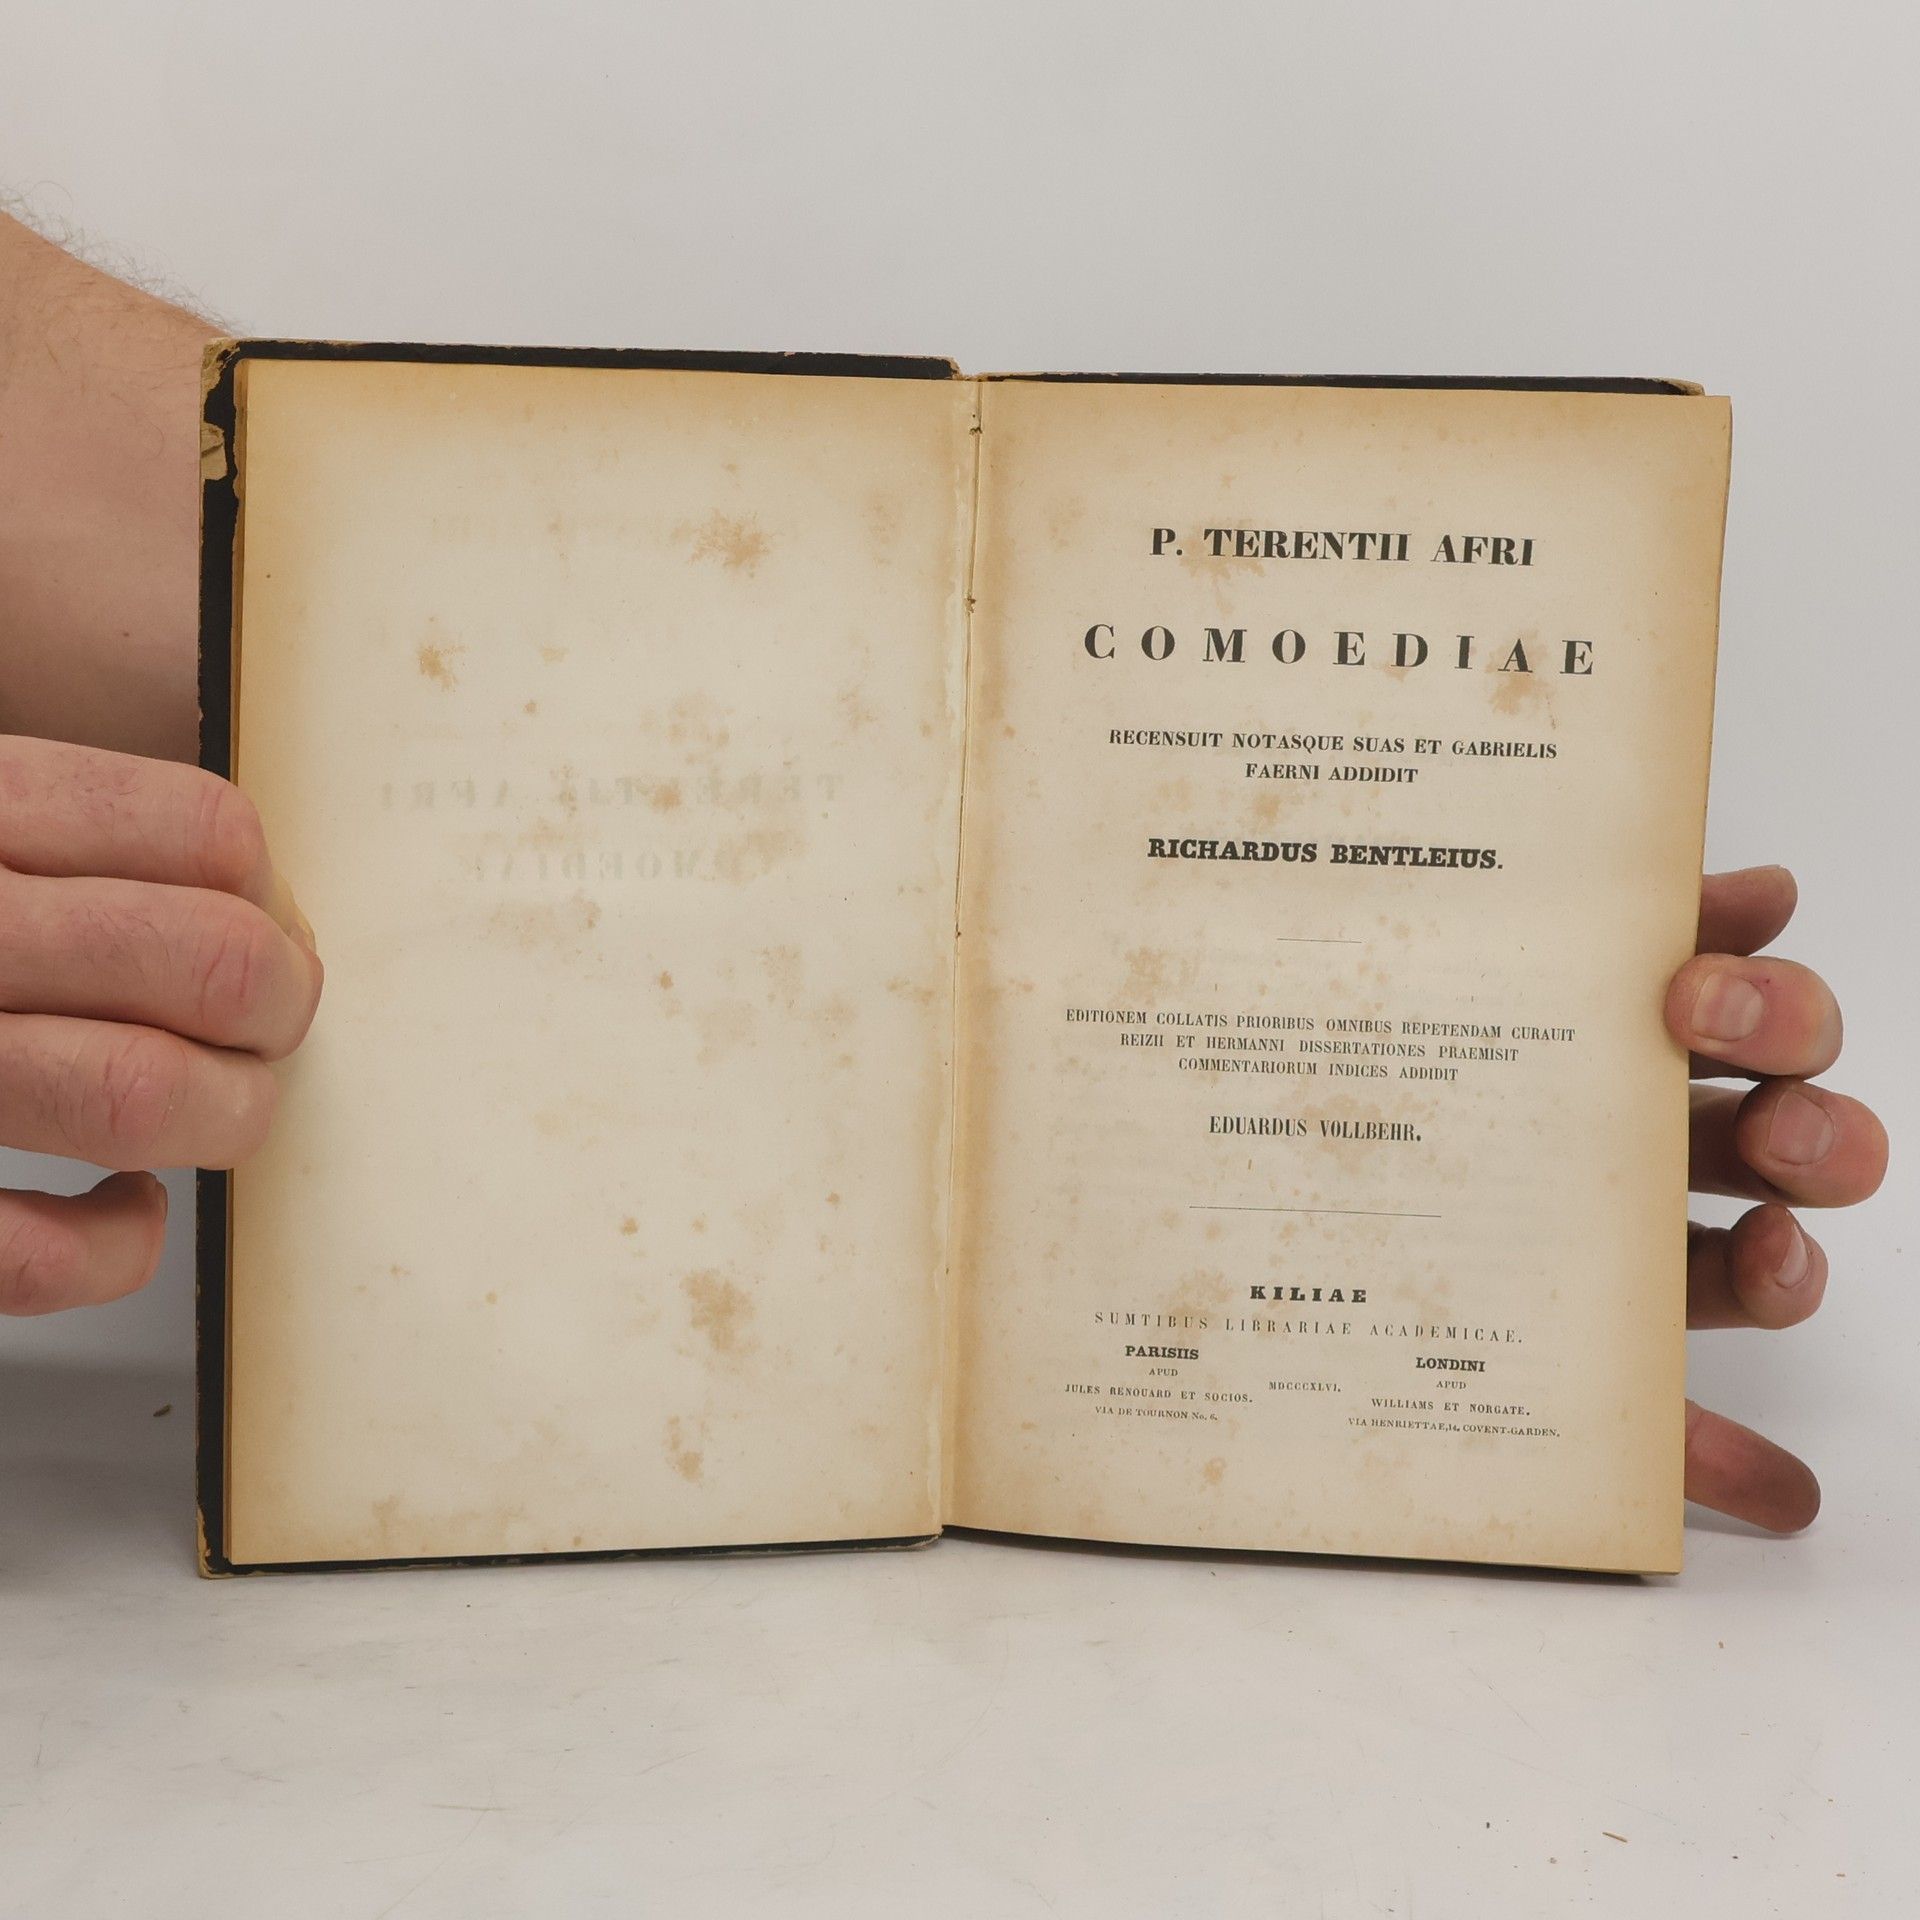 P. TERENTII AFRI
COMOEDIAE
RECENSUIT NOTASQUE SUAS ET GABRIELIS
FAERNI ADDIDIT
RICHARDUS BENTLEIUS.
EDITIONEM COLLATIS PRIORIBUS OMNIBUS REPETENDAM CURAUIT
REIZII ET HERMANNI DISSERTATIONES PRAEMISIT
COMMENTARIORUM INDICES ADDIDIT
EDUARDUS VOLLBEHR.
KILIAE
SUMTIBUS LIBRARIAE ACADEMICAE.
PARISIIS
APUD
JULES RENOUARD ET SOCIOS.
VIA DE TOURNON No. 6.
MDCCCXLVI.
LONDINI
APUD
WILLIAMS ET NORGATE.
VIA HENRIETTAE, 14. COVENT-GARDEN.